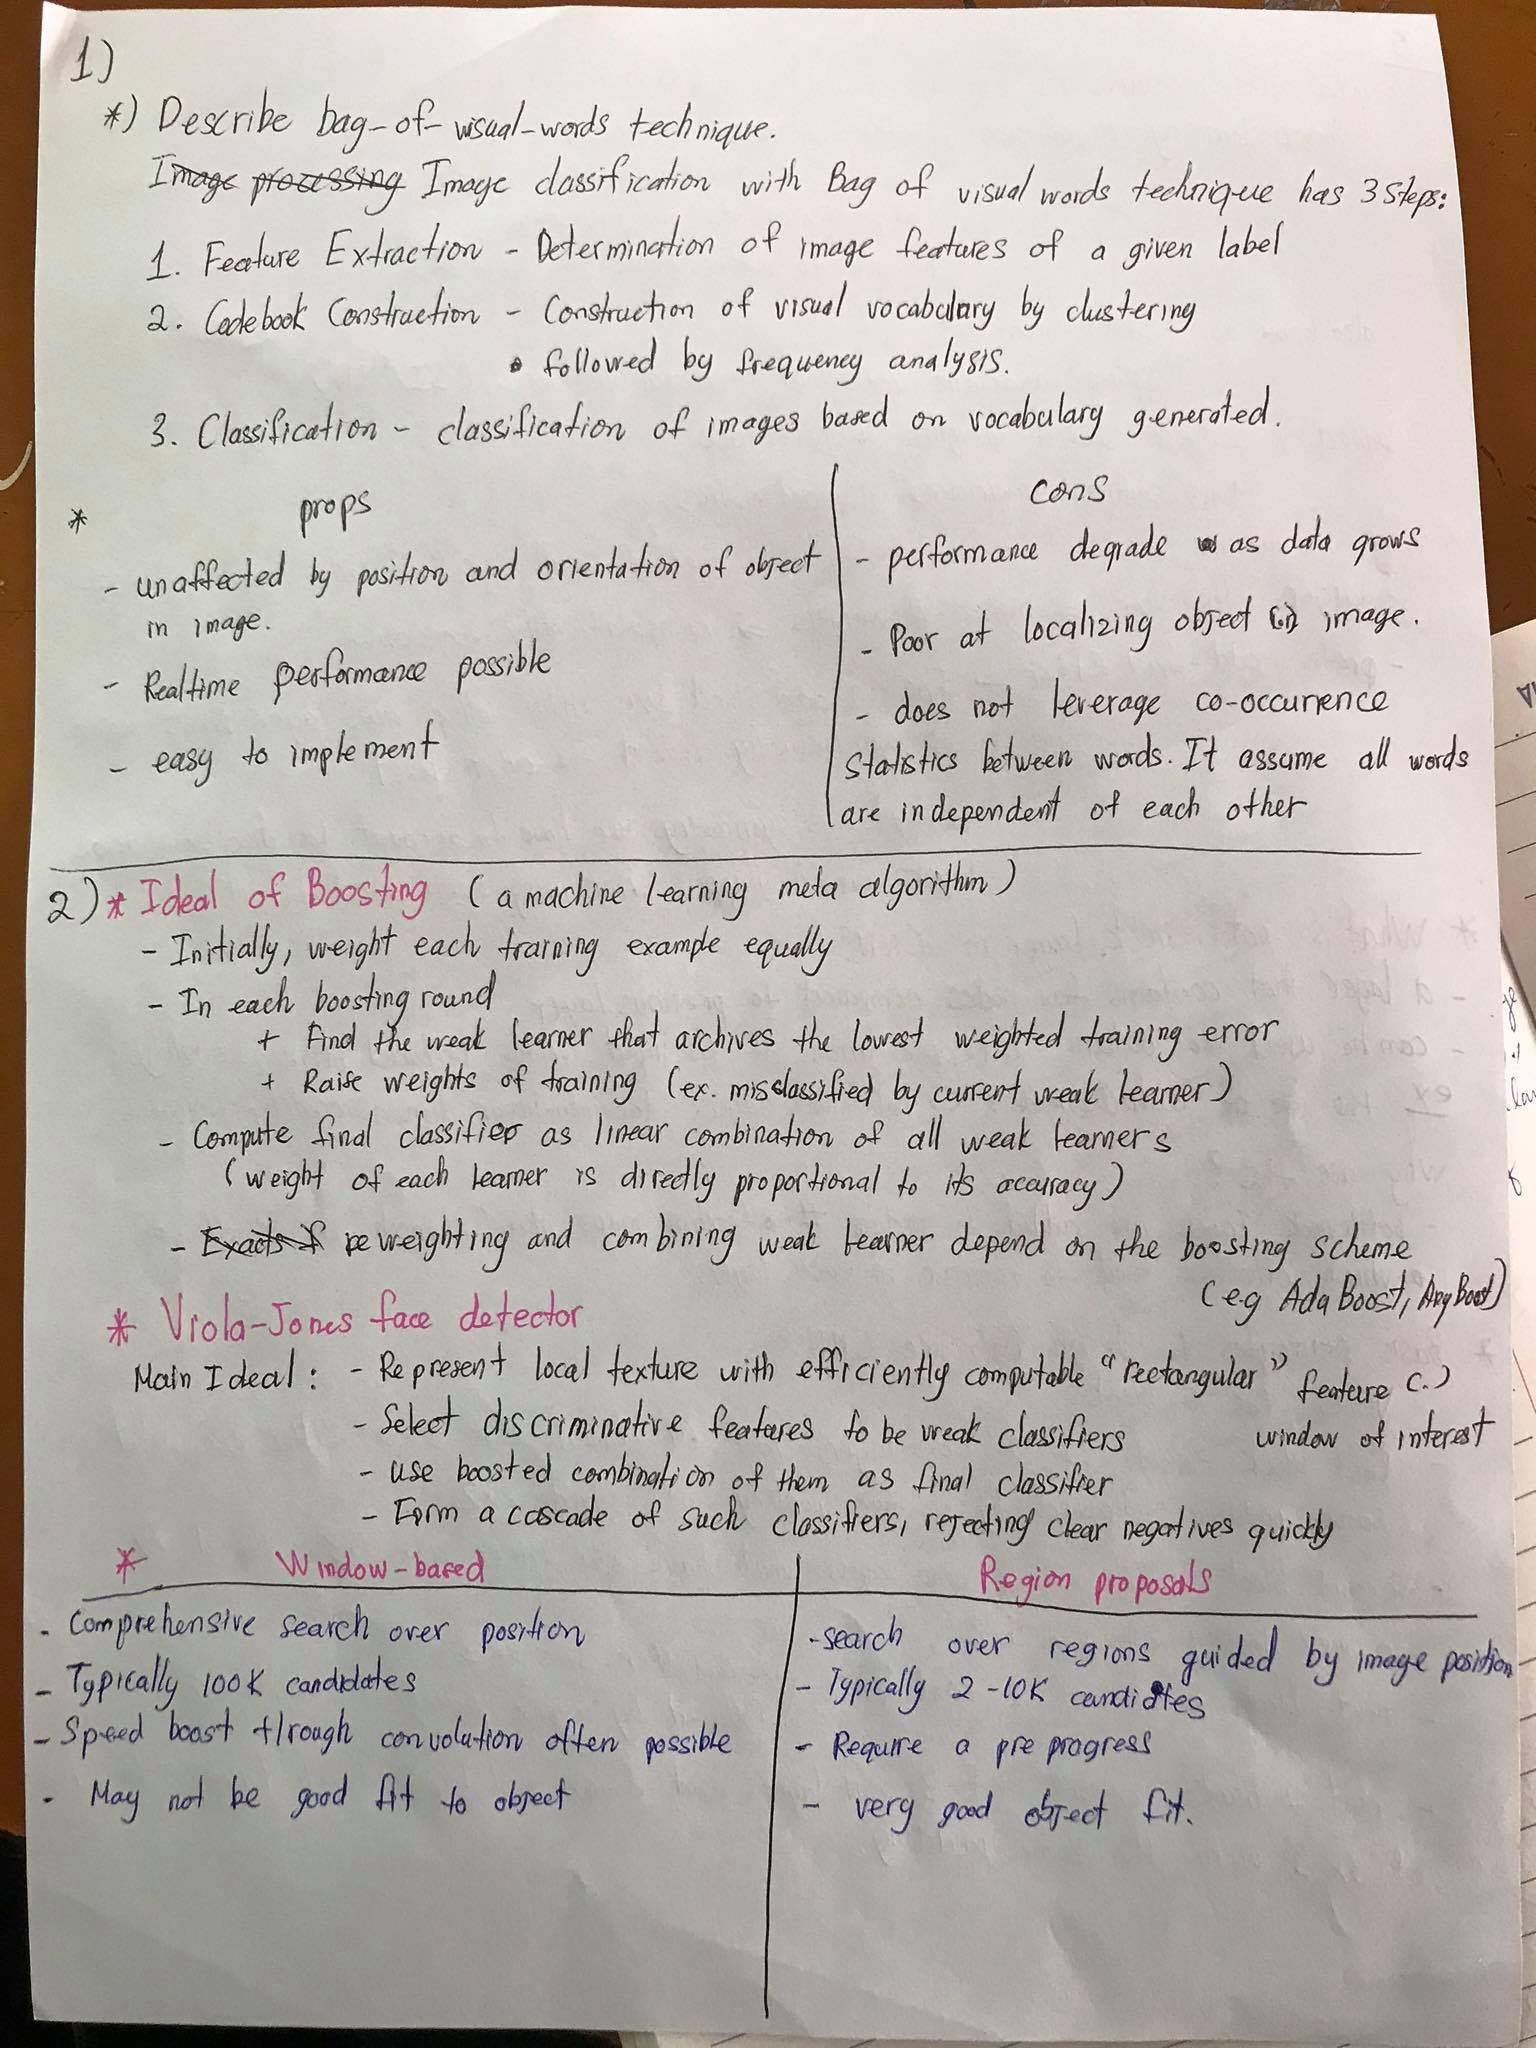 1)
*) Describe bag-of-visual-words technique.
Image processing Image classification with Bag of visual words technique has 3 steps:
1. Feature Extraction - Determination of image features of a given label
2. Codebook Construction - Construction of visual vocabulary by clustering
followed by frequency analysis.
3. Classification - classification of images based on vocabulary generated.
* props
- unaffected by position and orientation of object
in image.
- Realtime performance possible
- easy to implement
cons
- performance degrade as data grows
- Poor at localizing object in image.
- does not leverage co-occurrence
statistics between words. It assume all words
are independent of each other
2) * Ideal of Boosting (a machine learning meta algorithm)
- Initially, weight each training example equally
- In each boosting round
+ Find the weak learner that archives the lowest weighted training error
+ Raise weights of training (ex. misclassified by current weak learner)
- Compute final classifier as linear combination of all weak learners
(weight of each learner is directly proportional to its accuracy)
- reweighting and combining weak learner depend on the boosting scheme
(e.g AdaBoost, AnyBoost)
* Viola-Jones face detector
Main Ideal: - Represent local texture with efficiently computable "rectangular" feature (.)
window of interest
- Select discriminative features to be weak classifiers
- use boosted combination of them as final classifier
- Form a cascade of such classifiers, rejecting clear negatives quickly
* Window-based
- Comprehensive search over position
- Typically 100K candidates
- Speed boost through convolution often possible
- May not be good fit to object
Region proposals
- search over regions guided by image position
- Typically 2-10K candidates
- Require a pre progress
- very good object fit.